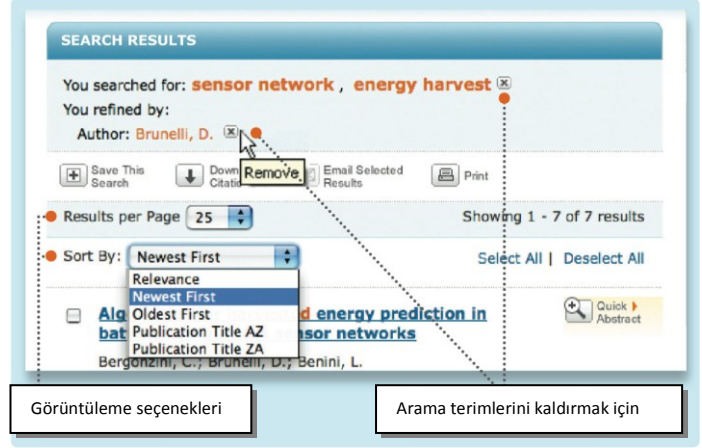 SEARCH RESULTS
You searched for: sensor network , energy harvest
You refined by:
Author: Brunelli, D.
Save This Search
Remove
Email Selected Results
Print
Results per Page 25
Showing 1 - 7 of 7 results
Sort By: Newest First
Select All | Deselect All
Relevance
Newest First
Oldest First
Publication Title AZ
Publication Title ZA
energy prediction in
sensor networks
Quick Abstract
Bergonzini, C.; Brunelli, D.; Benini, L.
Görüntüleme seçenekleri
Arama terimlerini kaldırmak için